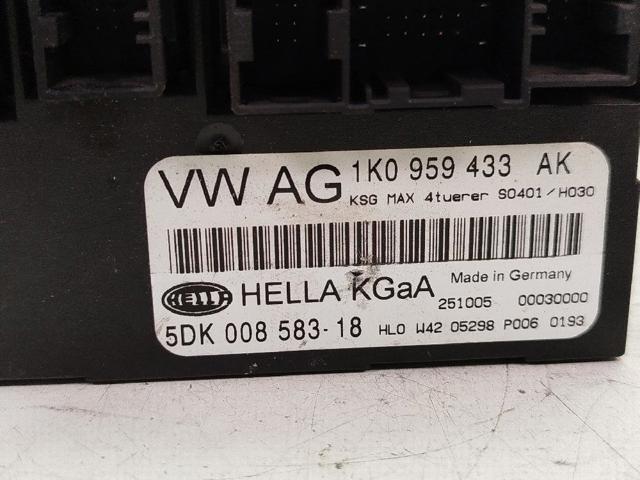 VW AG 1K0 959 433 AK
KSG MAX 4tuerer S0401/H030
HELLA HELLA KGaA Made in Germany
251005 00030000
5DK 008 583-18 HL0 W42 05298 P006 0193